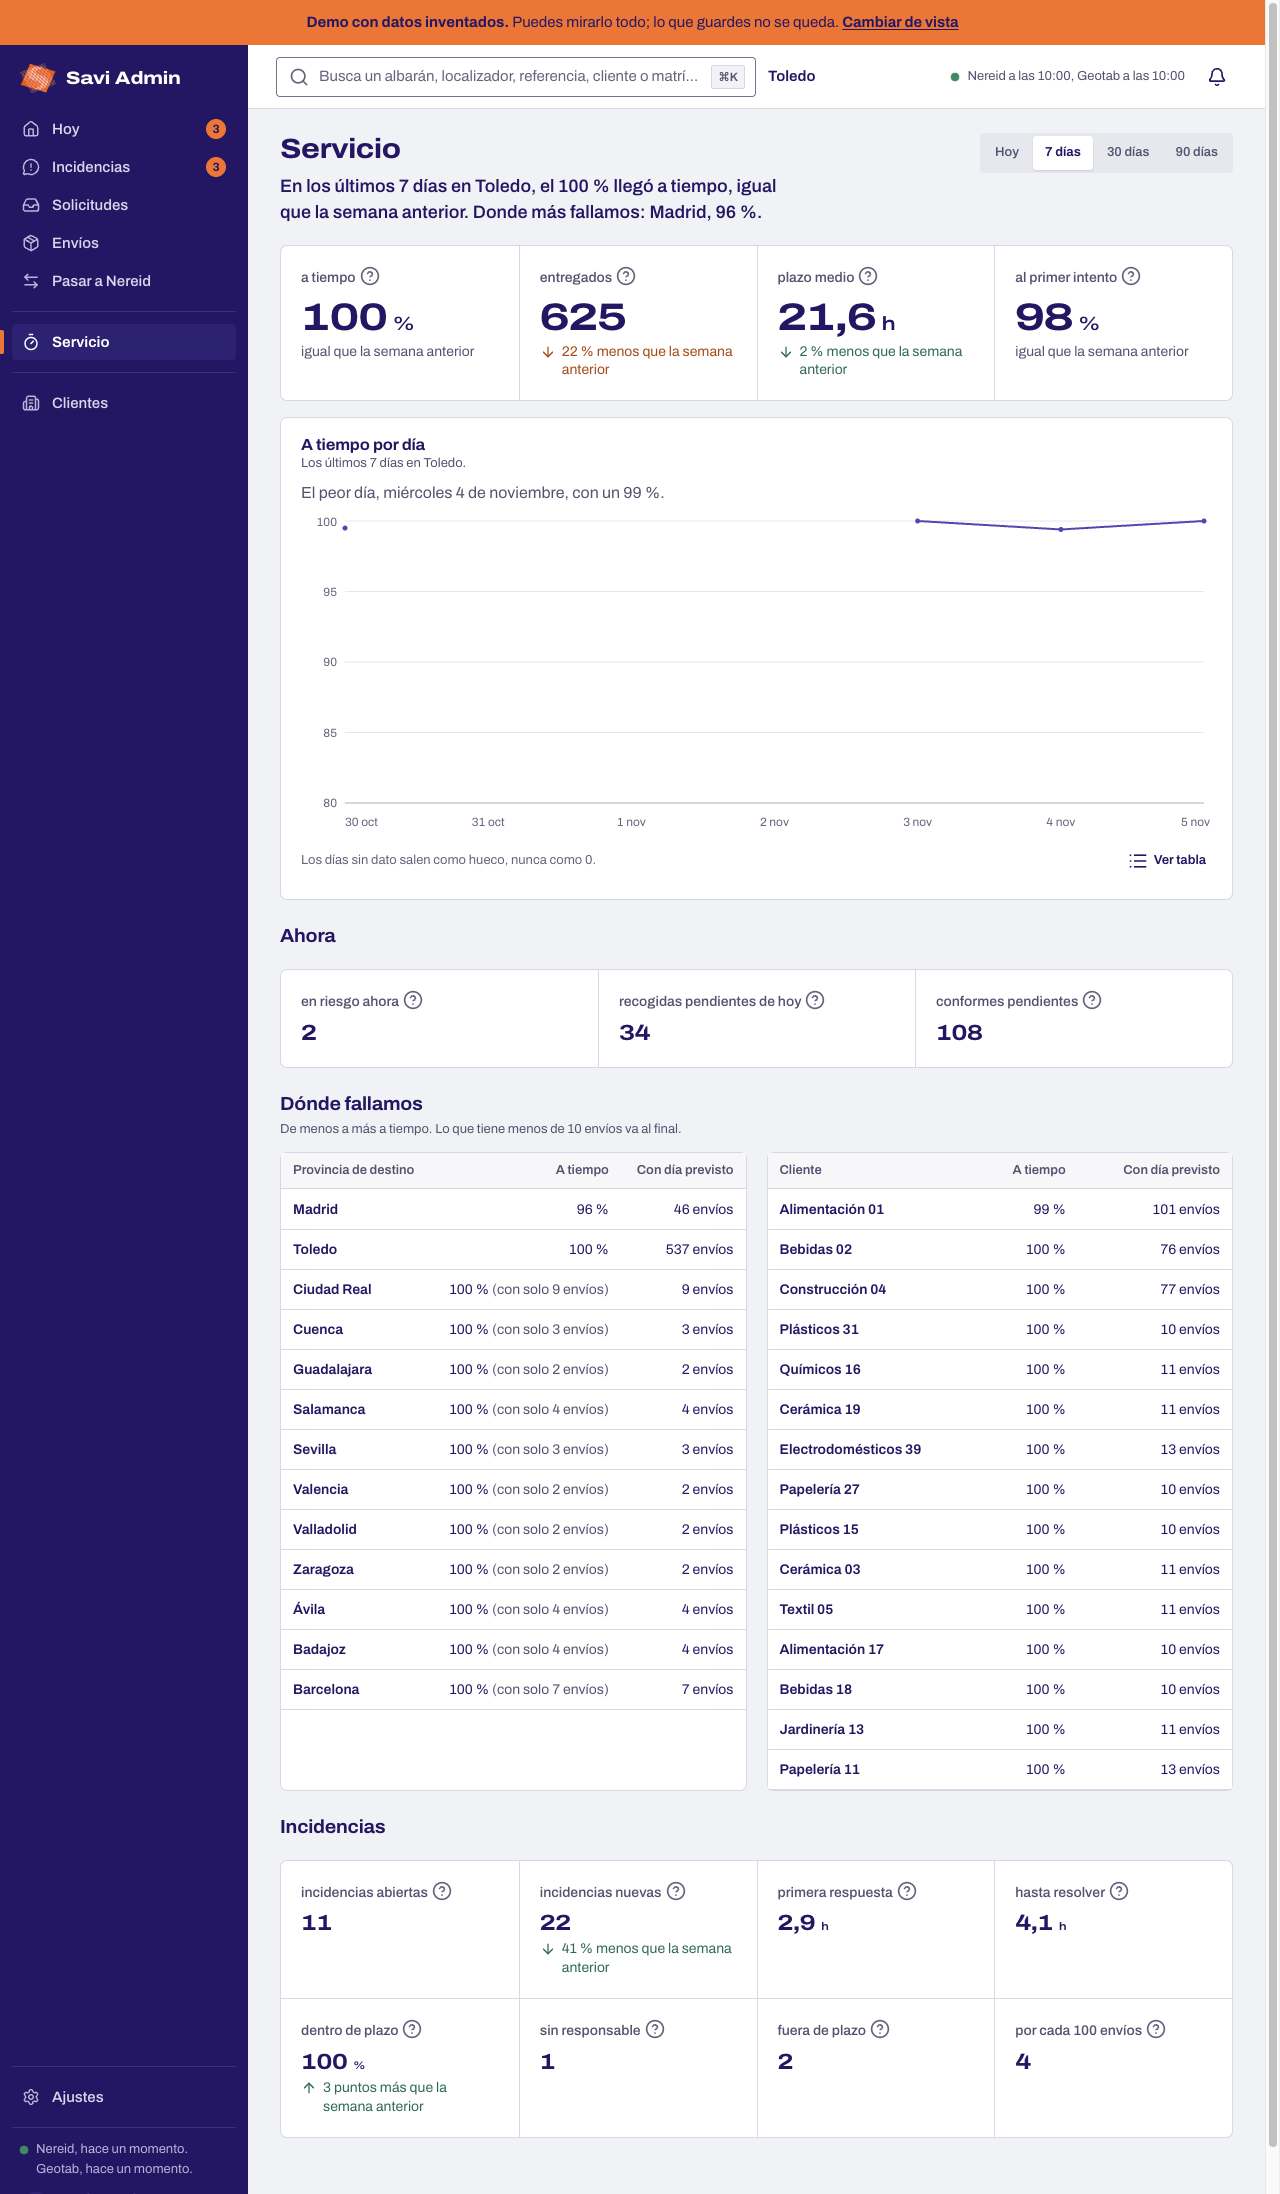 Demo con datos inventados. Puedes mirarlo todo; lo que guardes no se queda. Cambiar de vista
Savi Admin
Busca un albarán, localizador, referencia, cliente o matrí...
⌘K
Toledo
Nereid a las 10:00, Geotab a las 10:00
Hoy 3
Incidencias 3
Solicitudes
Envíos
Pasar a Nereid
Servicio
Clientes
Servicio
Hoy 7 días 30 días 90 días
En los últimos 7 días en Toledo, el 100 % llegó a tiempo, igual
que la semana anterior. Donde más fallamos: Madrid, 96 %.
a tiempo
100 %
igual que la semana anterior
entregados
625
22 % menos que la semana
anterior
plazo medio
21,6 h
2 % menos que la semana
anterior
al primer intento
98 %
igual que la semana anterior
A tiempo por día
Los últimos 7 días en Toledo.
El peor día, miércoles 4 de noviembre, con un 99 %.
100
95
90
85
80
30 oct 31 oct 1 nov 2 nov 3 nov 4 nov 5 nov
Los días sin dato salen como hueco, nunca como 0.
Ver tabla
Ahora
en riesgo ahora
2
recogidas pendientes de hoy
34
conformes pendientes
108
Dónde fallamos
De menos a más a tiempo. Lo que tiene menos de 10 envíos va al final.
Provincia de destino A tiempo Con día previsto
Madrid 96 % 46 envíos
Toledo 100 % 537 envíos
Ciudad Real 100 % (con solo 9 envíos) 9 envíos
Cuenca 100 % (con solo 3 envíos) 3 envíos
Guadalajara 100 % (con solo 2 envíos) 2 envíos
Salamanca 100 % (con solo 4 envíos) 4 envíos
Sevilla 100 % (con solo 3 envíos) 3 envíos
Valencia 100 % (con solo 2 envíos) 2 envíos
Valladolid 100 % (con solo 2 envíos) 2 envíos
Zaragoza 100 % (con solo 2 envíos) 2 envíos
Ávila 100 % (con solo 4 envíos) 4 envíos
Badajoz 100 % (con solo 4 envíos) 4 envíos
Barcelona 100 % (con solo 7 envíos) 7 envíos
Cliente A tiempo Con día previsto
Alimentación 01 99 % 101 envíos
Bebidas 02 100 % 76 envíos
Construcción 04 100 % 77 envíos
Plásticos 31 100 % 10 envíos
Químicos 16 100 % 11 envíos
Cerámica 19 100 % 11 envíos
Electrodomésticos 39 100 % 13 envíos
Papelería 27 100 % 10 envíos
Plásticos 15 100 % 10 envíos
Cerámica 03 100 % 11 envíos
Textil 05 100 % 11 envíos
Alimentación 17 100 % 10 envíos
Bebidas 18 100 % 10 envíos
Jardinería 13 100 % 11 envíos
Papelería 11 100 % 13 envíos
Incidencias
incidencias abiertas
11
incidencias nuevas
22
41 % menos que la semana
anterior
primera respuesta
2,9 h
hasta resolver
4,1 h
dentro de plazo
100 %
3 puntos más que la
semana anterior
sin responsable
1
fuera de plazo
2
por cada 100 envíos
4
Ajustes
Nereid, hace un momento.
Geotab, hace un momento.